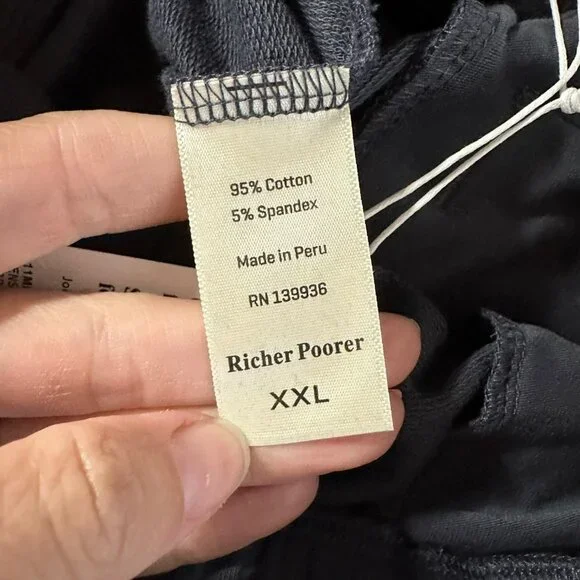 95% Cotton
5% Spandex
Made in Peru
RN 139936
Richer Poorer
XXL